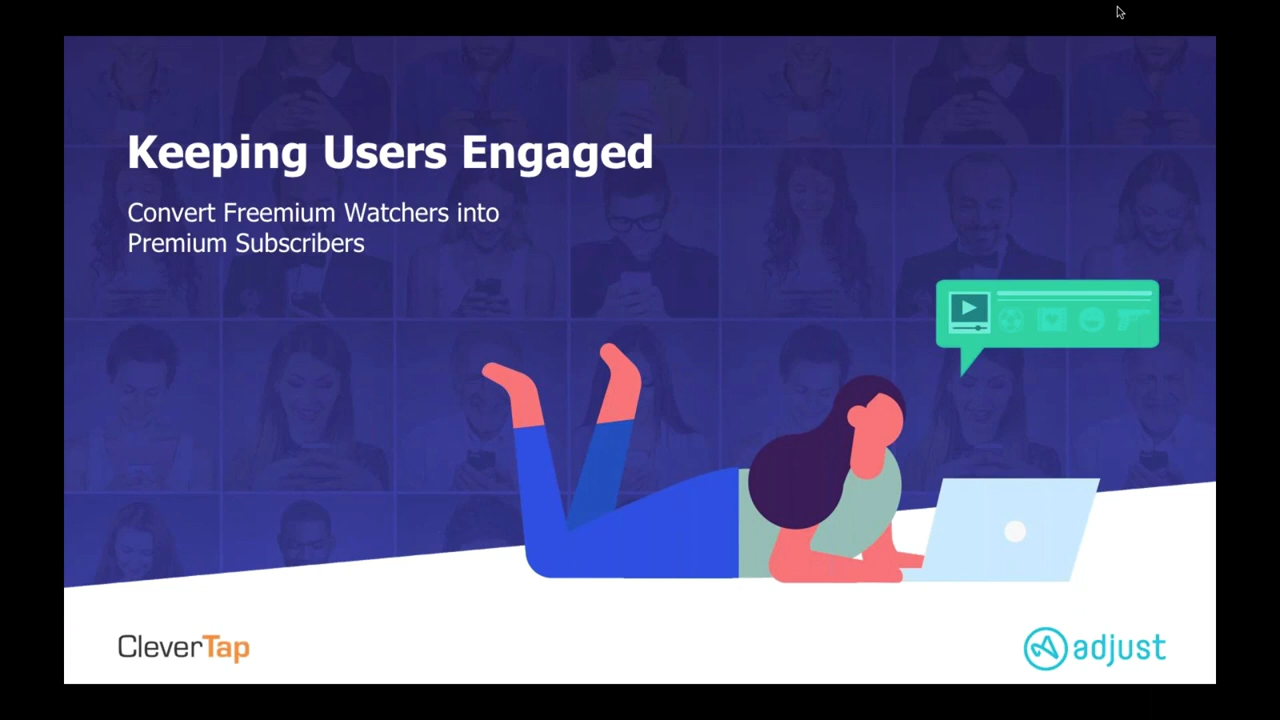 Keeping Users Engaged
Convert Freemium Watchers into
Premium Subscribers
CleverTap
adjust